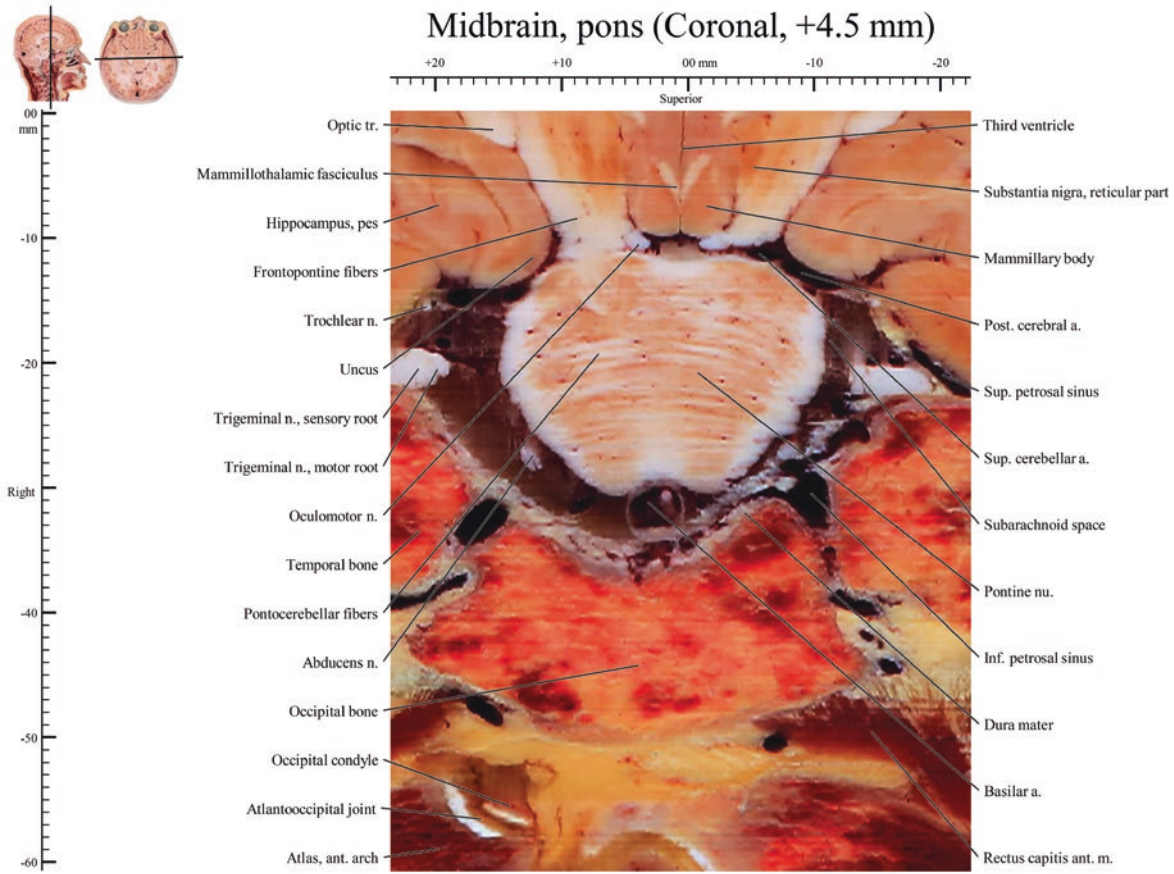 Midbrain, pons (Coronal, +4.5 mm)
+20 +10 00 mm -10 -20
Superior
00
mm
-10
-20
Right
-30
-40
-50
-60
Optic tr.
Mammillothalamic fasciculus
Hippocampus, pes
Frontopontine fibers
Trochlear n.
Uncus
Trigeminal n., sensory root
Trigeminal n., motor root
Oculomotor n.
Temporal bone
Pontocerebellar fibers
Abducens n.
Occipital bone
Occipital condyle
Atlantooccipital joint
Atlas, ant. arch
Third ventricle
Substantia nigra, reticular part
Mammillary body
Post. cerebral a.
Sup. petrosal sinus
Sup. cerebellar a.
Subarachnoid space
Pontine nu.
Inf. petrosal sinus
Dura mater
Basilar a.
Rectus capitis ant. m.